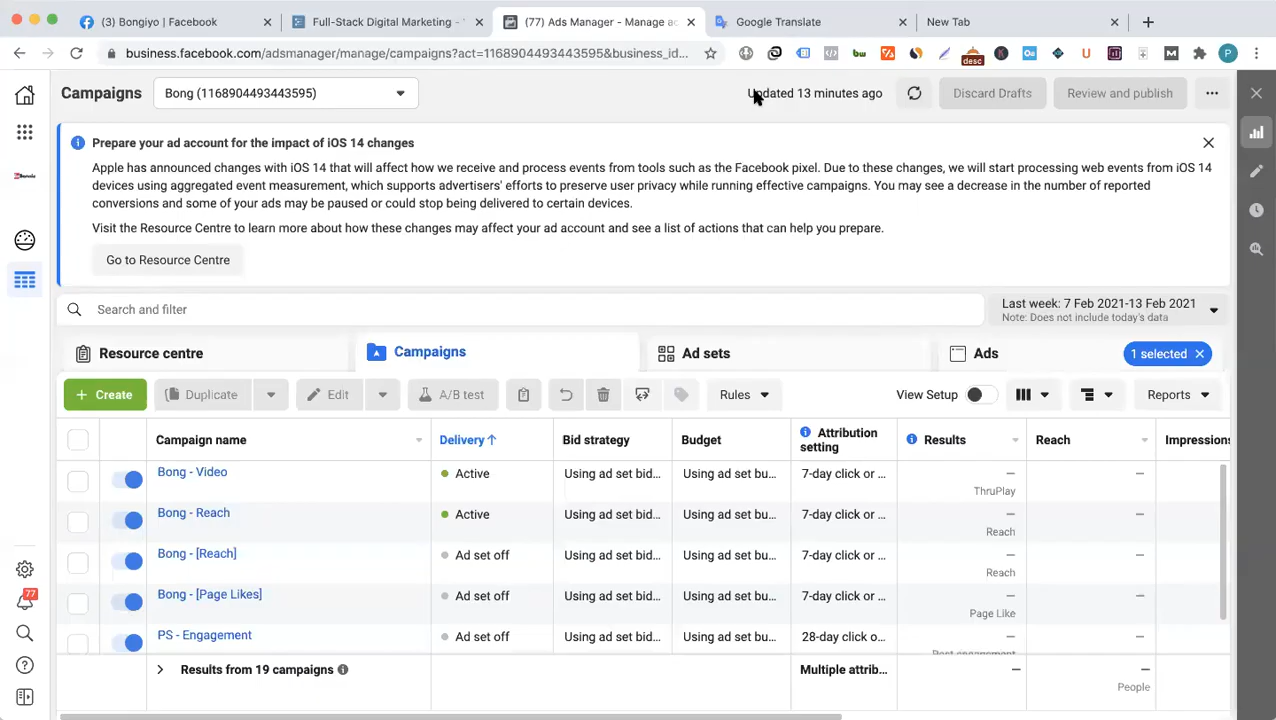 (3) Bongiyo | Facebook
Full-Stack Digital Marketing -
(77) Ads Manager - Manage a
Google Translate
New Tab
business.facebook.com/adsmanager/manage/campaigns?act=1168904493443595&business_id...
desc
P
Campaigns
Bong (1168904493443595)
Updated 13 minutes ago
Discard Drafts
Review and publish
Prepare your ad account for the impact of iOS 14 changes
Apple has announced changes with iOS 14 that will affect how we receive and process events from tools such as the Facebook pixel. Due to these changes, we will start processing web events from iOS 14
devices using aggregated event measurement, which supports advertisers' efforts to preserve user privacy while running effective campaigns. You may see a decrease in the number of reported
conversions and some of your ads may be paused or could stop being delivered to certain devices.
Visit the Resource Centre to learn more about how these changes may affect your ad account and see a list of actions that can help you prepare.
Go to Resource Centre
Search and filter
Last week: 7 Feb 2021-13 Feb 2021
Note: Does not include today's data
Resource centre
Campaigns
Ad sets
Ads
1 selected
+ Create
Duplicate
Edit
A/B test
Rules
View Setup
Reports
Campaign name
Delivery ↑
Bid strategy
Budget
Attribution setting
Results
Reach
Impressions
Bong - Video Active Using ad set bid... Using ad set bu... 7-day click or ... — —
ThruPlay
Bong - Reach Active Using ad set bid... Using ad set bu... 7-day click or ... — —
Reach
Bong - [Reach] Ad set off Using ad set bid... Using ad set bu... 7-day click or ... — —
Reach
Bong - [Page Likes] Ad set off Using ad set bid... Using ad set bu... 7-day click or ... — —
Page Like
PS - Engagement Ad set off Using ad set bid... Using ad set bu... 28-day click o... — —
Post engagement
Results from 19 campaigns Multiple attrib... — —
People
77